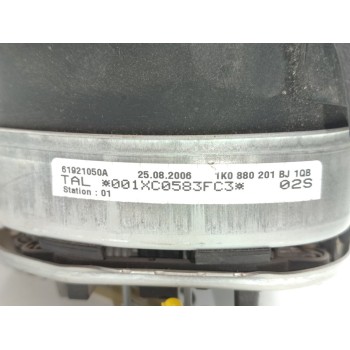 61921050A 25.08.2006 1K0 880 201 BJ 1QB
TAL *001XC0583FC3* 02S
Station : 01